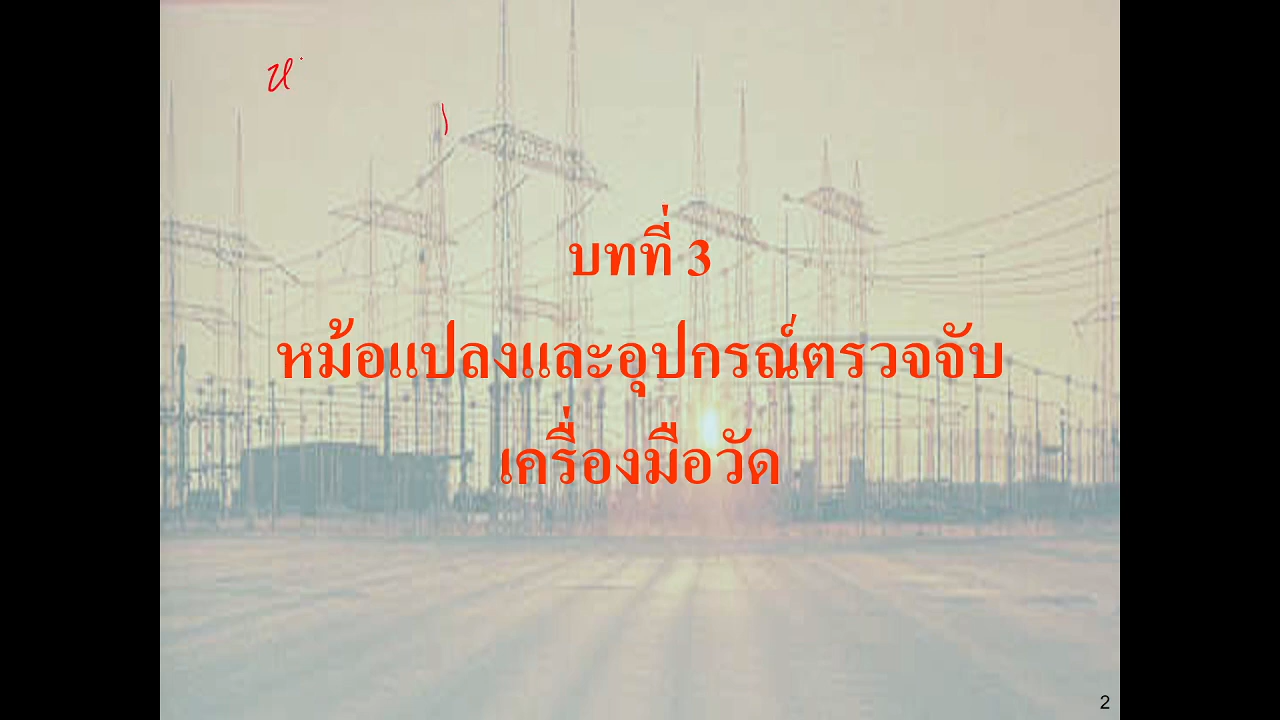 บทที่ 3
หม้อแปลงและอุปกรณ์ตรวจจับ
เครื่องมือวัด
2